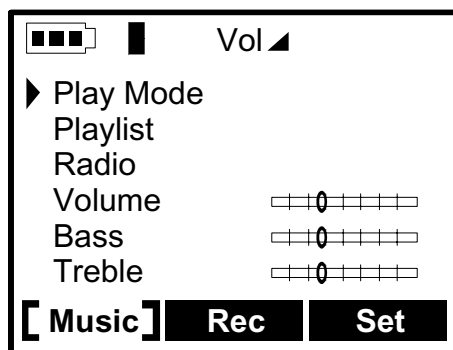 Vol
Play Mode
Playlist
Radio
Volume
Bass
Treble
[Music] Rec Set